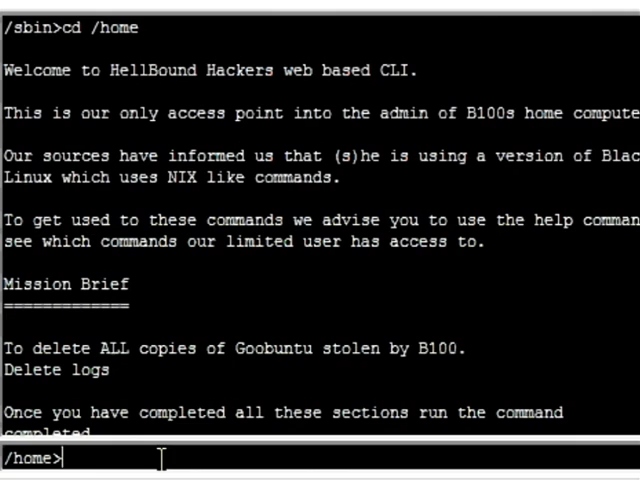 /sbin>cd /home
Welcome to HellBound Hackers web based CLI.
This is our only access point into the admin of B100s home compute
Our sources have informed us that (s)he is using a version of Blac
Linux which uses NIX like commands.
To get used to these commands we advise you to use the help comman
see which commands our limited user has access to.
Mission Brief
=============
To delete ALL copies of Goobuntu stolen by B100.
Delete logs
Once you have completed all these sections run the command
completed
/home>